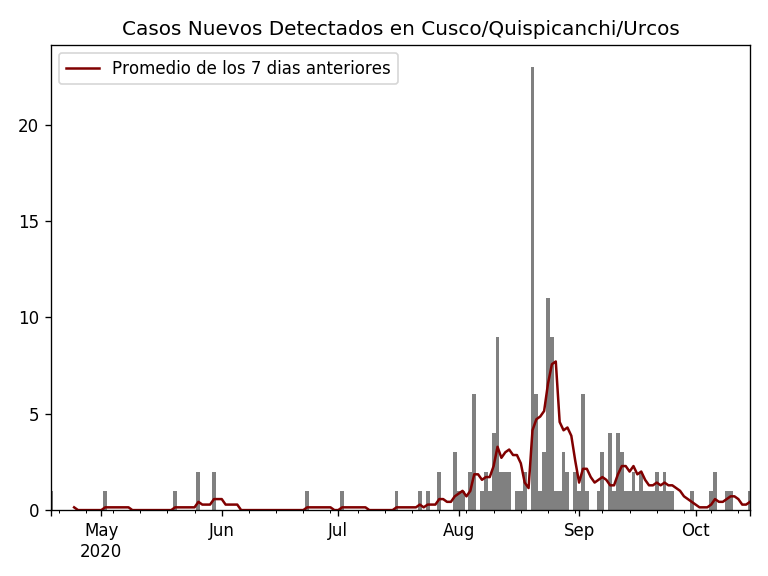 Casos Nuevos Detectados en Cusco/Quispicanchi/Urcos
Promedio de los 7 dias anteriores
20
15
10
5
0
May Jun Jul Aug Sep Oct
2020